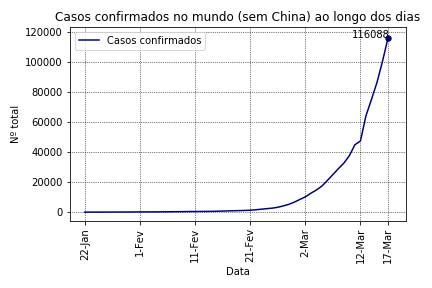 Casos confirmados no mundo (sem China) ao longo dos dias
Casos confirmados
116088
120000
100000
80000
60000
40000
20000
0
Nº total
22-Jan
1-Fev
11-Fev
21-Fev
2-Mar
12-Mar
17-Mar
Data